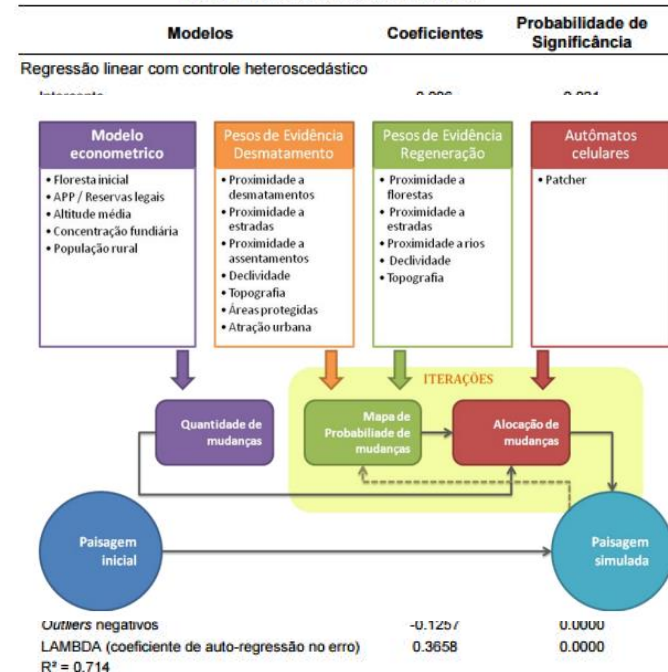 Modelos Coeficientes Probabilidade de
Significância
Regressão linear com controle heteroscedástico
Modelo
econometrico
• Floresta inicial
• APP / Reservas legais
• Altitude média
• Concentração fundiária
• População rural
Pesos de Evidência
Desmatamento
• Proximidade a
desmatamentos
• Proximidade a
estradas
• Proximidade a
assentamentos
• Declividade
• Topografia
• Áreas protegidas
• Atração urbana
Pesos de Evidência
Regeneração
• Proximidade a
florestas
• Proximidade a
estradas
• Proximidade a rios
• Declividade
• Topografia
Autômatos
celulares
• Patcher
ITERAÇÕES
Quantidade de
mudanças
Mapa de
Probabiliade de
mudanças
Alocação de
mudanças
Paisagem
inicial
Paisagem
simulada
Outliers negativos -0.1257 0.0000
LAMBDA (coeficiente de auto-regressão no erro) 0.3658 0.0000
R² = 0.714